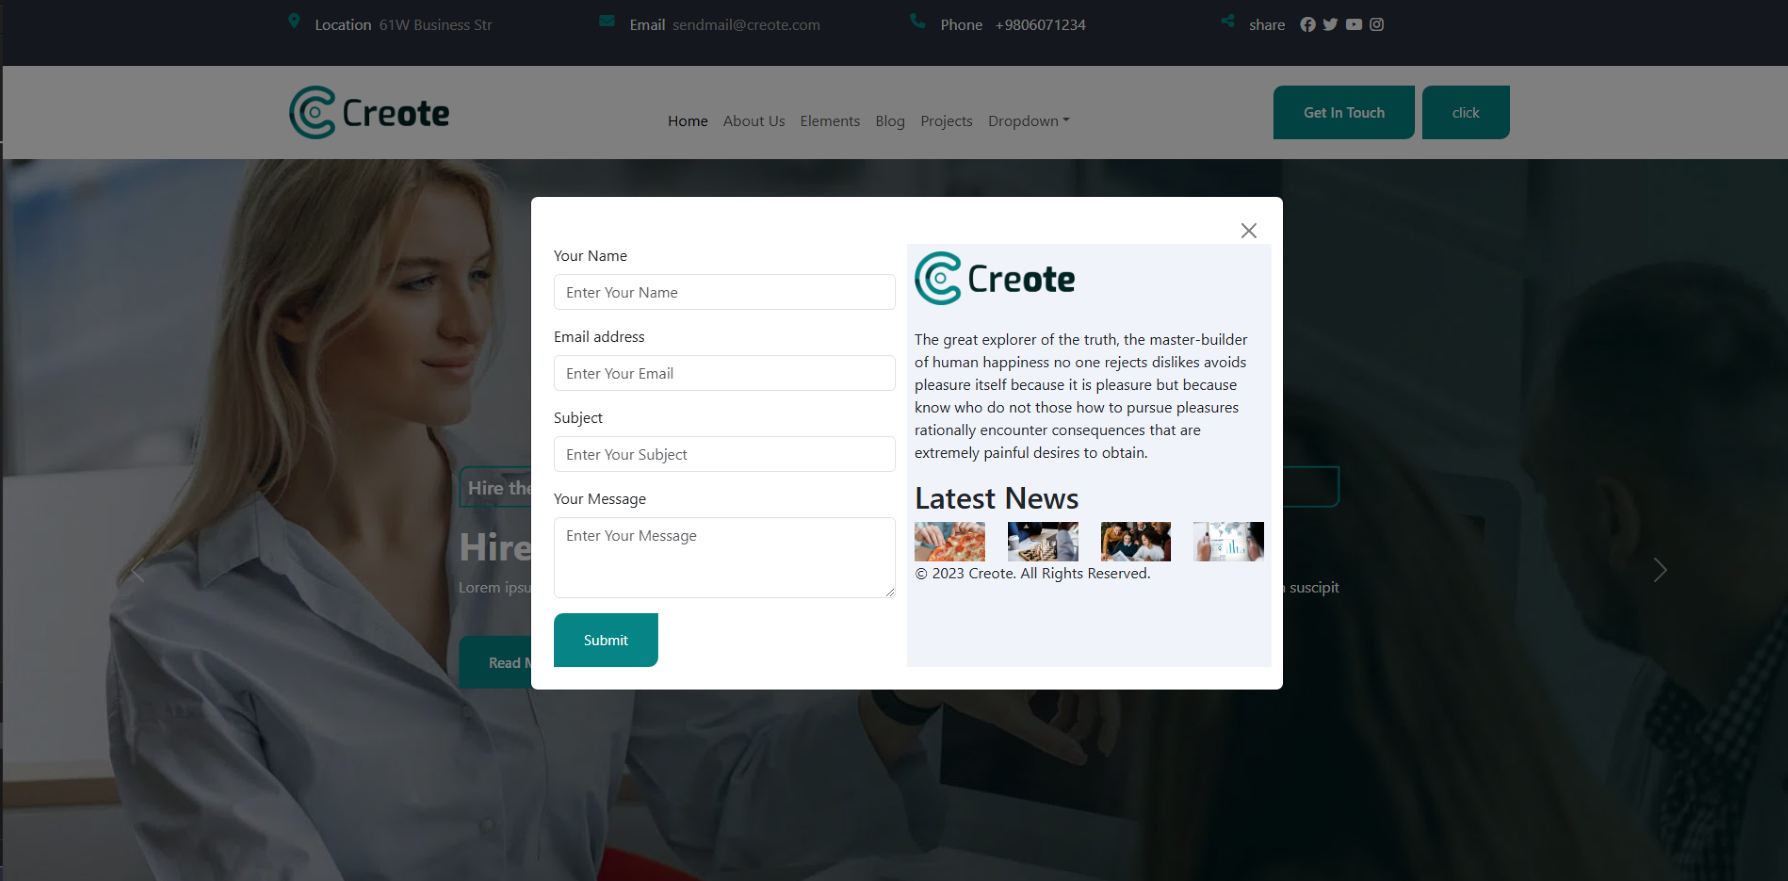 Location 61W Business Str
Email sendmail@creote.com
Phone +9806071234
share
Creote
Home About Us Elements Blog Projects Dropdown
Get In Touch
click
Your Name
Enter Your Name
Email address
Enter Your Email
Subject
Enter Your Subject
Your Message
Enter Your Message
Submit
Creote
The great explorer of the truth, the master-builder
of human happiness no one rejects dislikes avoids
pleasure itself because it is pleasure but because
know who do not those how to pursue pleasures
rationally encounter consequences that are
extremely painful desires to obtain.
Latest News
© 2023 Creote. All Rights Reserved.
Hire the
Hire
Lorem ipsu
suscipit
Read M